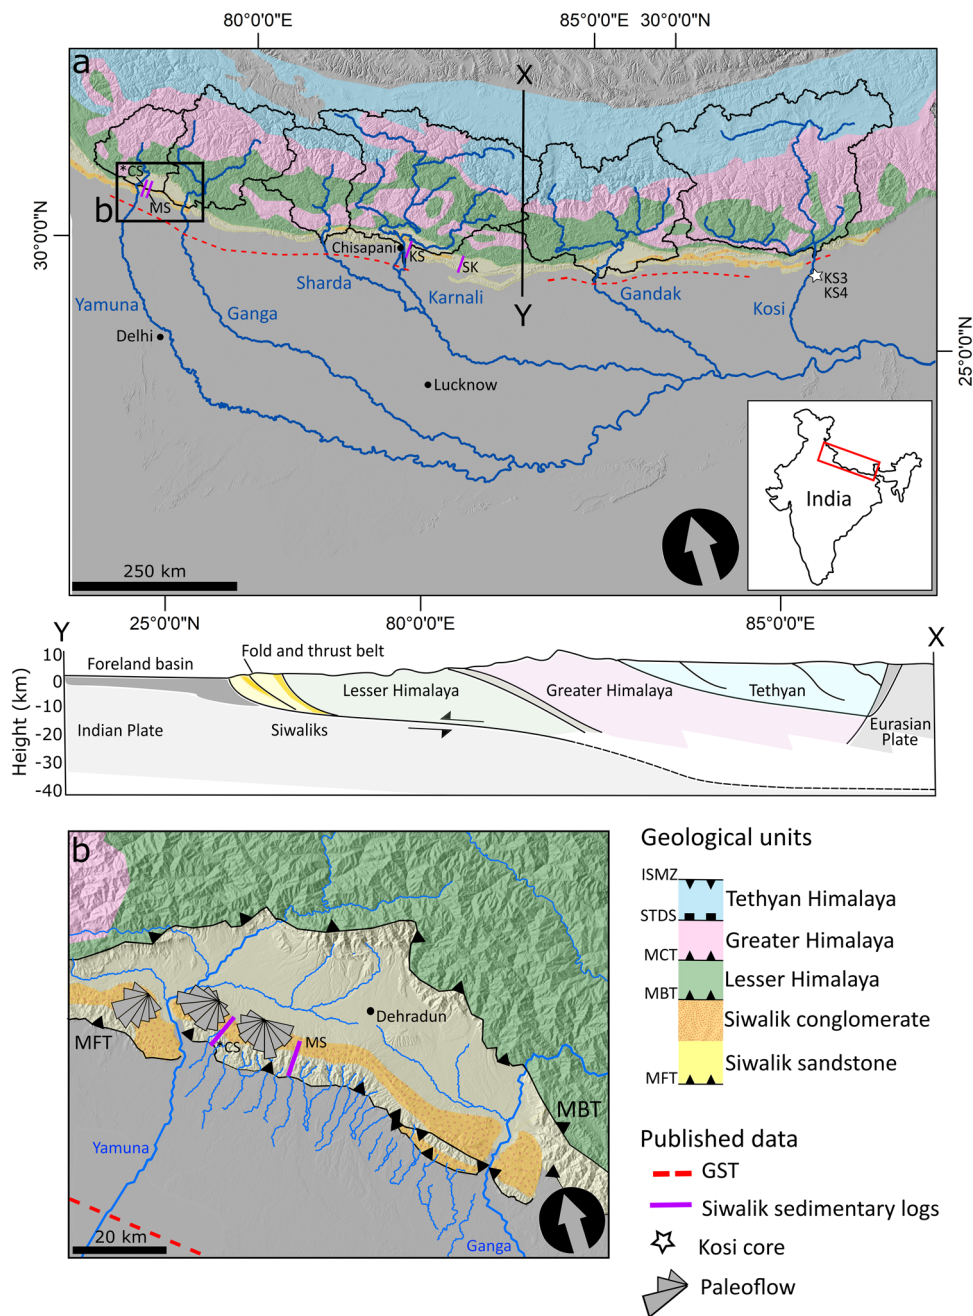 80°0'0"E
85°0'0"E
30°0'0"E
a
X
*CS
MS
b
30°0'0"N
Chisapani
KS
SK
Sharda
Karnali
Gandak
KS3
KS4
Kosi
Yamuna
Ganga
Y
Delhi
Lucknow
25°0'0"N
India
250 km
25°0'0"N
80°0'0"E
85°0'0"E
Y
X
Height (km)
10
0
-10
-20
-30
-40
Foreland basin
Fold and thrust belt
Lesser Himalaya
Greater Himalaya
Tethyan
Indian Plate
Siwaliks
Eurasian
Plate
b
Dehradun
MFT
*CS
MS
MBT
Yamuna
Ganga
20 km
Geological units
ISMZ
Tethyan Himalaya
STDS
Greater Himalaya
MCT
Lesser Himalaya
MBT
Siwalik conglomerate
Siwalik sandstone
MFT
Published data
GST
Siwalik sedimentary logs
Kosi core
Paleoflow